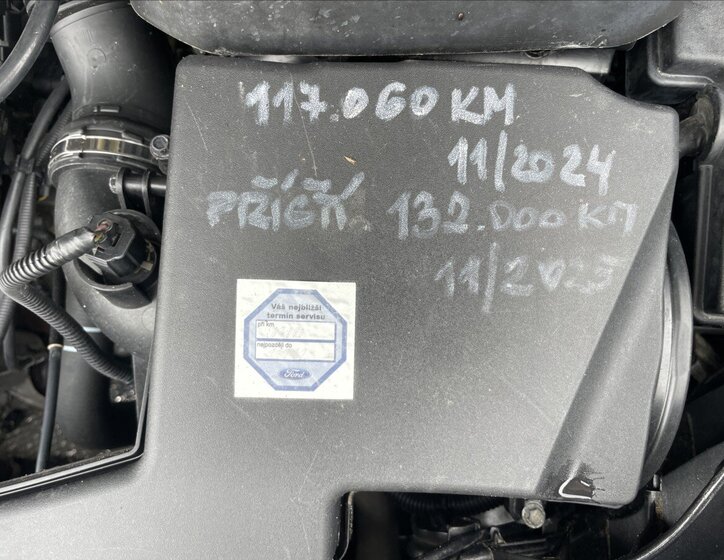 117.060 KM
11/2024
PŘÍŠTÍ 132.000 KM
11/2025
Váš nejbližší
termín servisu
při km
nejpozději do
Ford